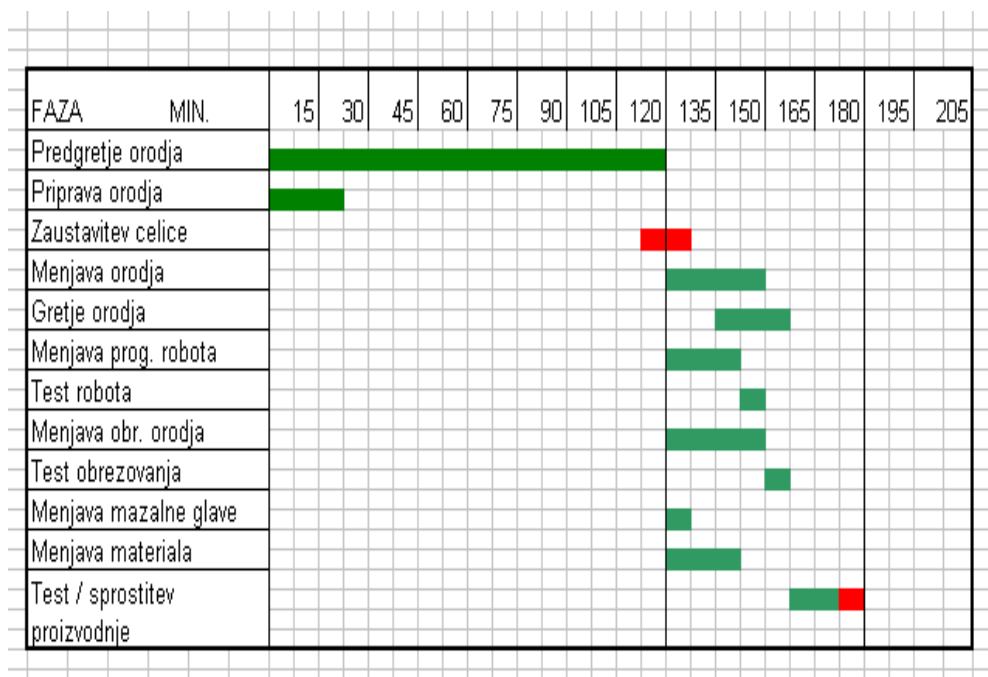 FAZA MIN. 15 30 45 60 75 90 105 120 135 150 165 180 195 205
Predgretje orodja
Priprava orodja
Zaustavitev celice
Menjava orodja
Gretje orodja
Menjava prog. robota
Test robota
Menjava obr. orodja
Test obrezovanja
Menjava mazalne glave
Menjava materiala
Test / sprostitev
proizvodnje